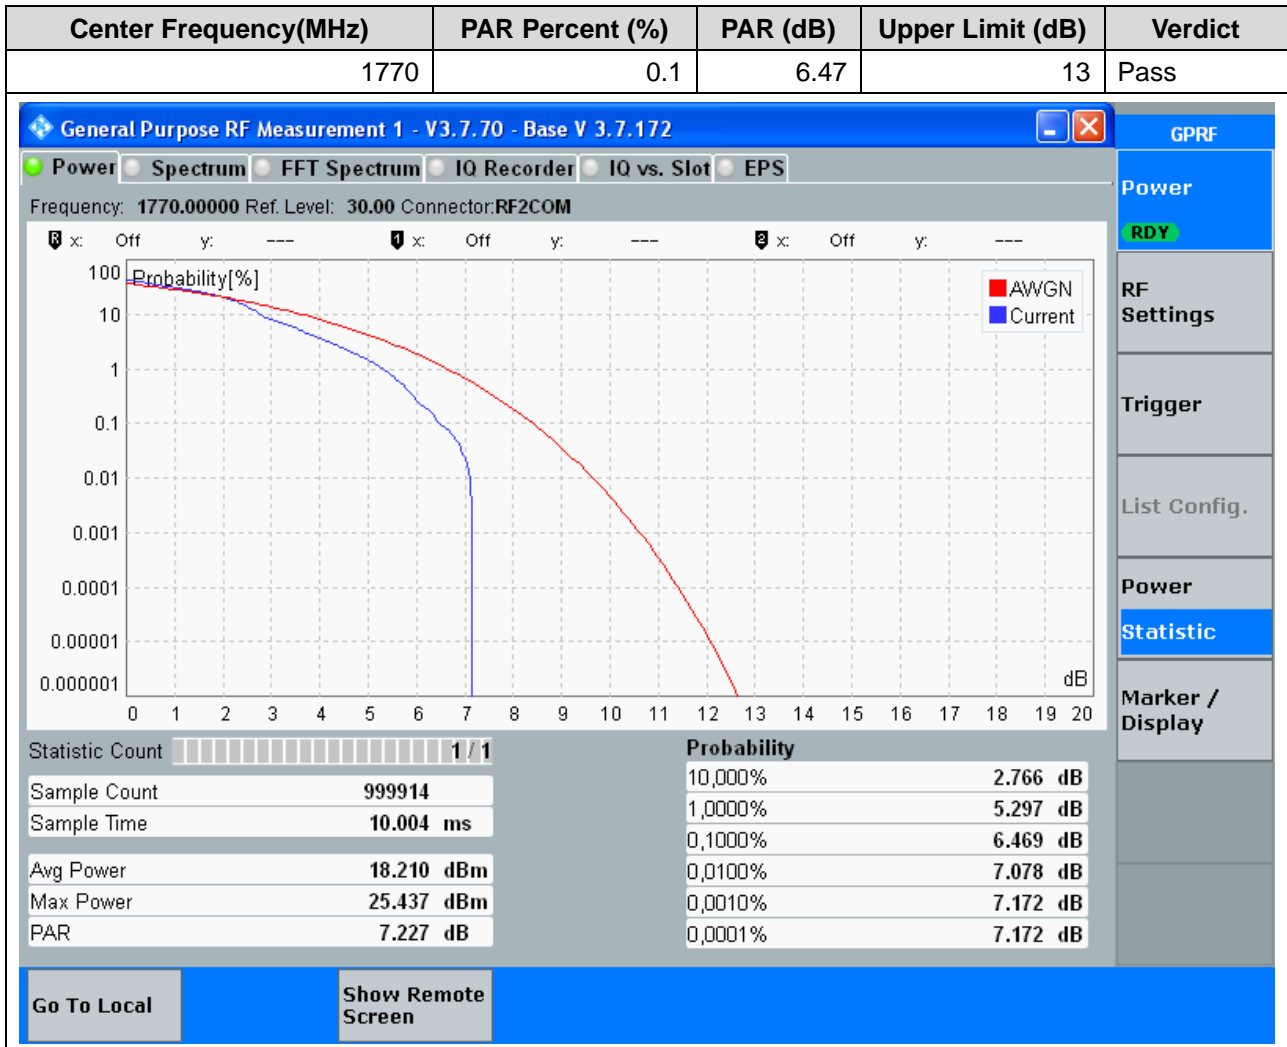 Center Frequency(MHz) PAR Percent (%) PAR (dB) Upper Limit (dB) Verdict
1770 0.1 6.47 13 Pass
General Purpose RF Measurement 1 - V3.7.70 - Base V 3.7.172
GPRF
Power Spectrum FFT Spectrum IQ Recorder IQ vs. Slot EPS
Frequency: 1770.00000 Ref. Level: 30.00 Connector:RF2COM
R x: Off y: --- 1 x: Off y: --- 2 x: Off y: ---
Probability[%]
100
10
1
0.1
0.01
0.001
0.0001
0.00001
0.000001
AWGN
Current
dB
0 1 2 3 4 5 6 7 8 9 10 11 12 13 14 15 16 17 18 19 20
Statistic Count 1 / 1
Sample Count 999914
Sample Time 10.004 ms
Avg Power 18.210 dBm
Max Power 25.437 dBm
PAR 7.227 dB
Probability
10,000% 2.766 dB
1,0000% 5.297 dB
0,1000% 6.469 dB
0,0100% 7.078 dB
0,0010% 7.172 dB
0,0001% 7.172 dB
Power
RDY
RF
Settings
Trigger
List Config.
Power
Statistic
Marker /
Display
Go To Local
Show Remote
Screen